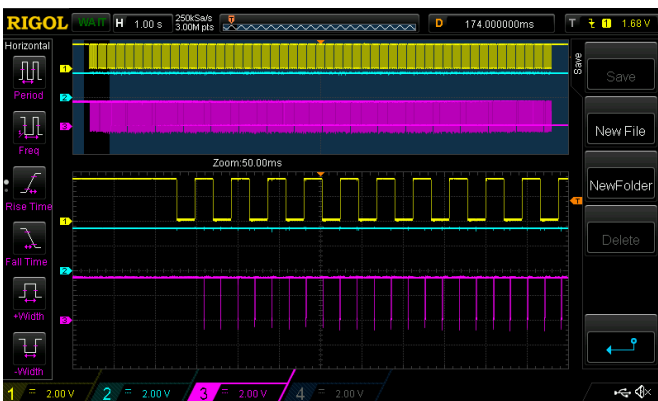 RIGOL WAIT H 1.00 s 250kSa/s 3.00M pts D 174.000000ms T 1 1.68 V
Horizontal
Period
Freq
Rise Time
Fall Time
+Width
-Width
1
2
3
Zoom:50.00ms
T
1
2
3
Save
Save
New File
NewFolder
Delete
1 = 2.00 V 2 = 2.00 V 3 = 2.00 V 4 = 2.00 V